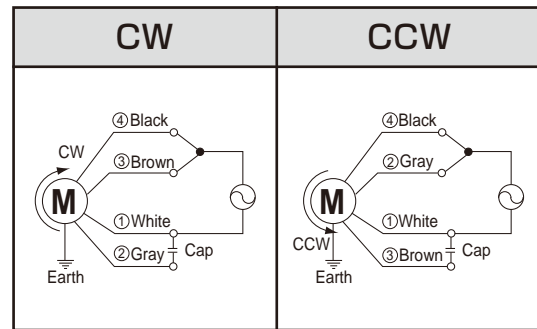 CW
CCW
④Black
CW
③Brown
M
①White
②Gray
Cap
Earth
④Black
②Gray
M
①White
CCW
③Brown
Cap
Earth